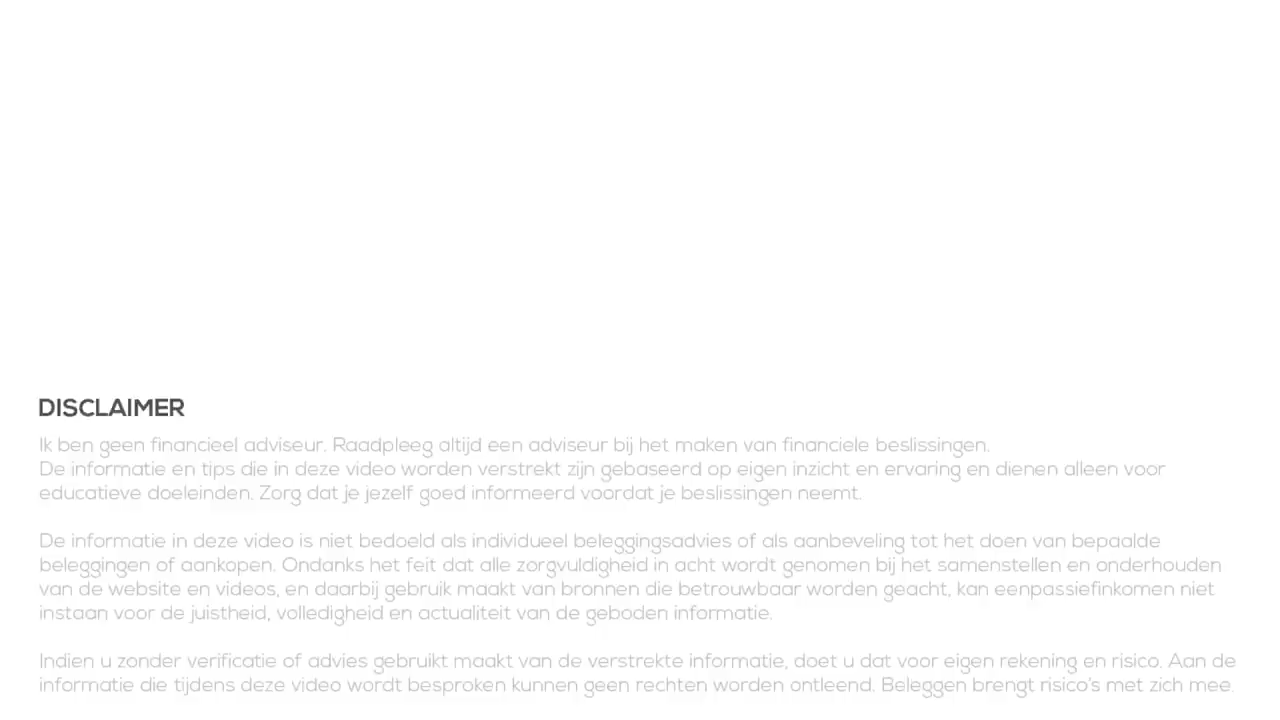 DISCLAIMER
Ik ben geen financieel adviseur. Raadpleeg altijd een adviseur bij het maken van financiele beslissingen.
De informatie en tips die in deze video worden verstrekt zijn gebaseerd op eigen inzicht en ervaring en dienen alleen voor
educatieve doeleinden. Zorg dat je jezelf goed informeerd voordat je beslissingen neemt.
De informatie in deze video is niet bedoeld als individueel beleggingsadvies of als aanbeveling tot het doen van bepaalde
beleggingen of aankopen. Ondanks het feit dat alle zorgvuldigheid in acht wordt genomen bij het samenstellen en onderhouden
van de website en videos, en daarbij gebruik maakt van bronnen die betrouwbaar worden geacht, kan eenpassiefinkomen niet
instaan voor de juistheid, volledigheid en actualiteit van de geboden informatie.
Indien u zonder verificatie of advies gebruikt maakt van de verstrekte informatie, doet u dat voor eigen rekening en risico. Aan de
informatie die tijdens deze video wordt besproken kunnen geen rechten worden ontleend. Beleggen brengt risico's met zich mee.